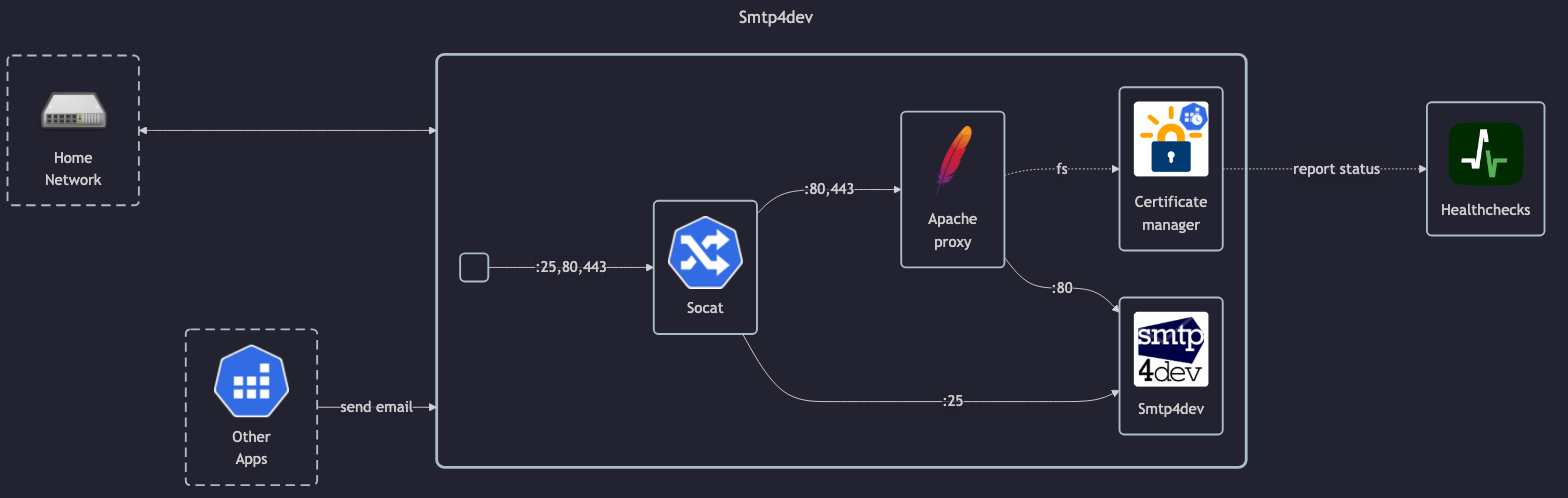 Smtp4dev
Home
Network
:25,80,443
Socat
:80,443
Apache
proxy
fs
Certificate
manager
report status
Healthchecks
:80
smtp
4dev
Smtp4dev
:25
send email
Other
Apps